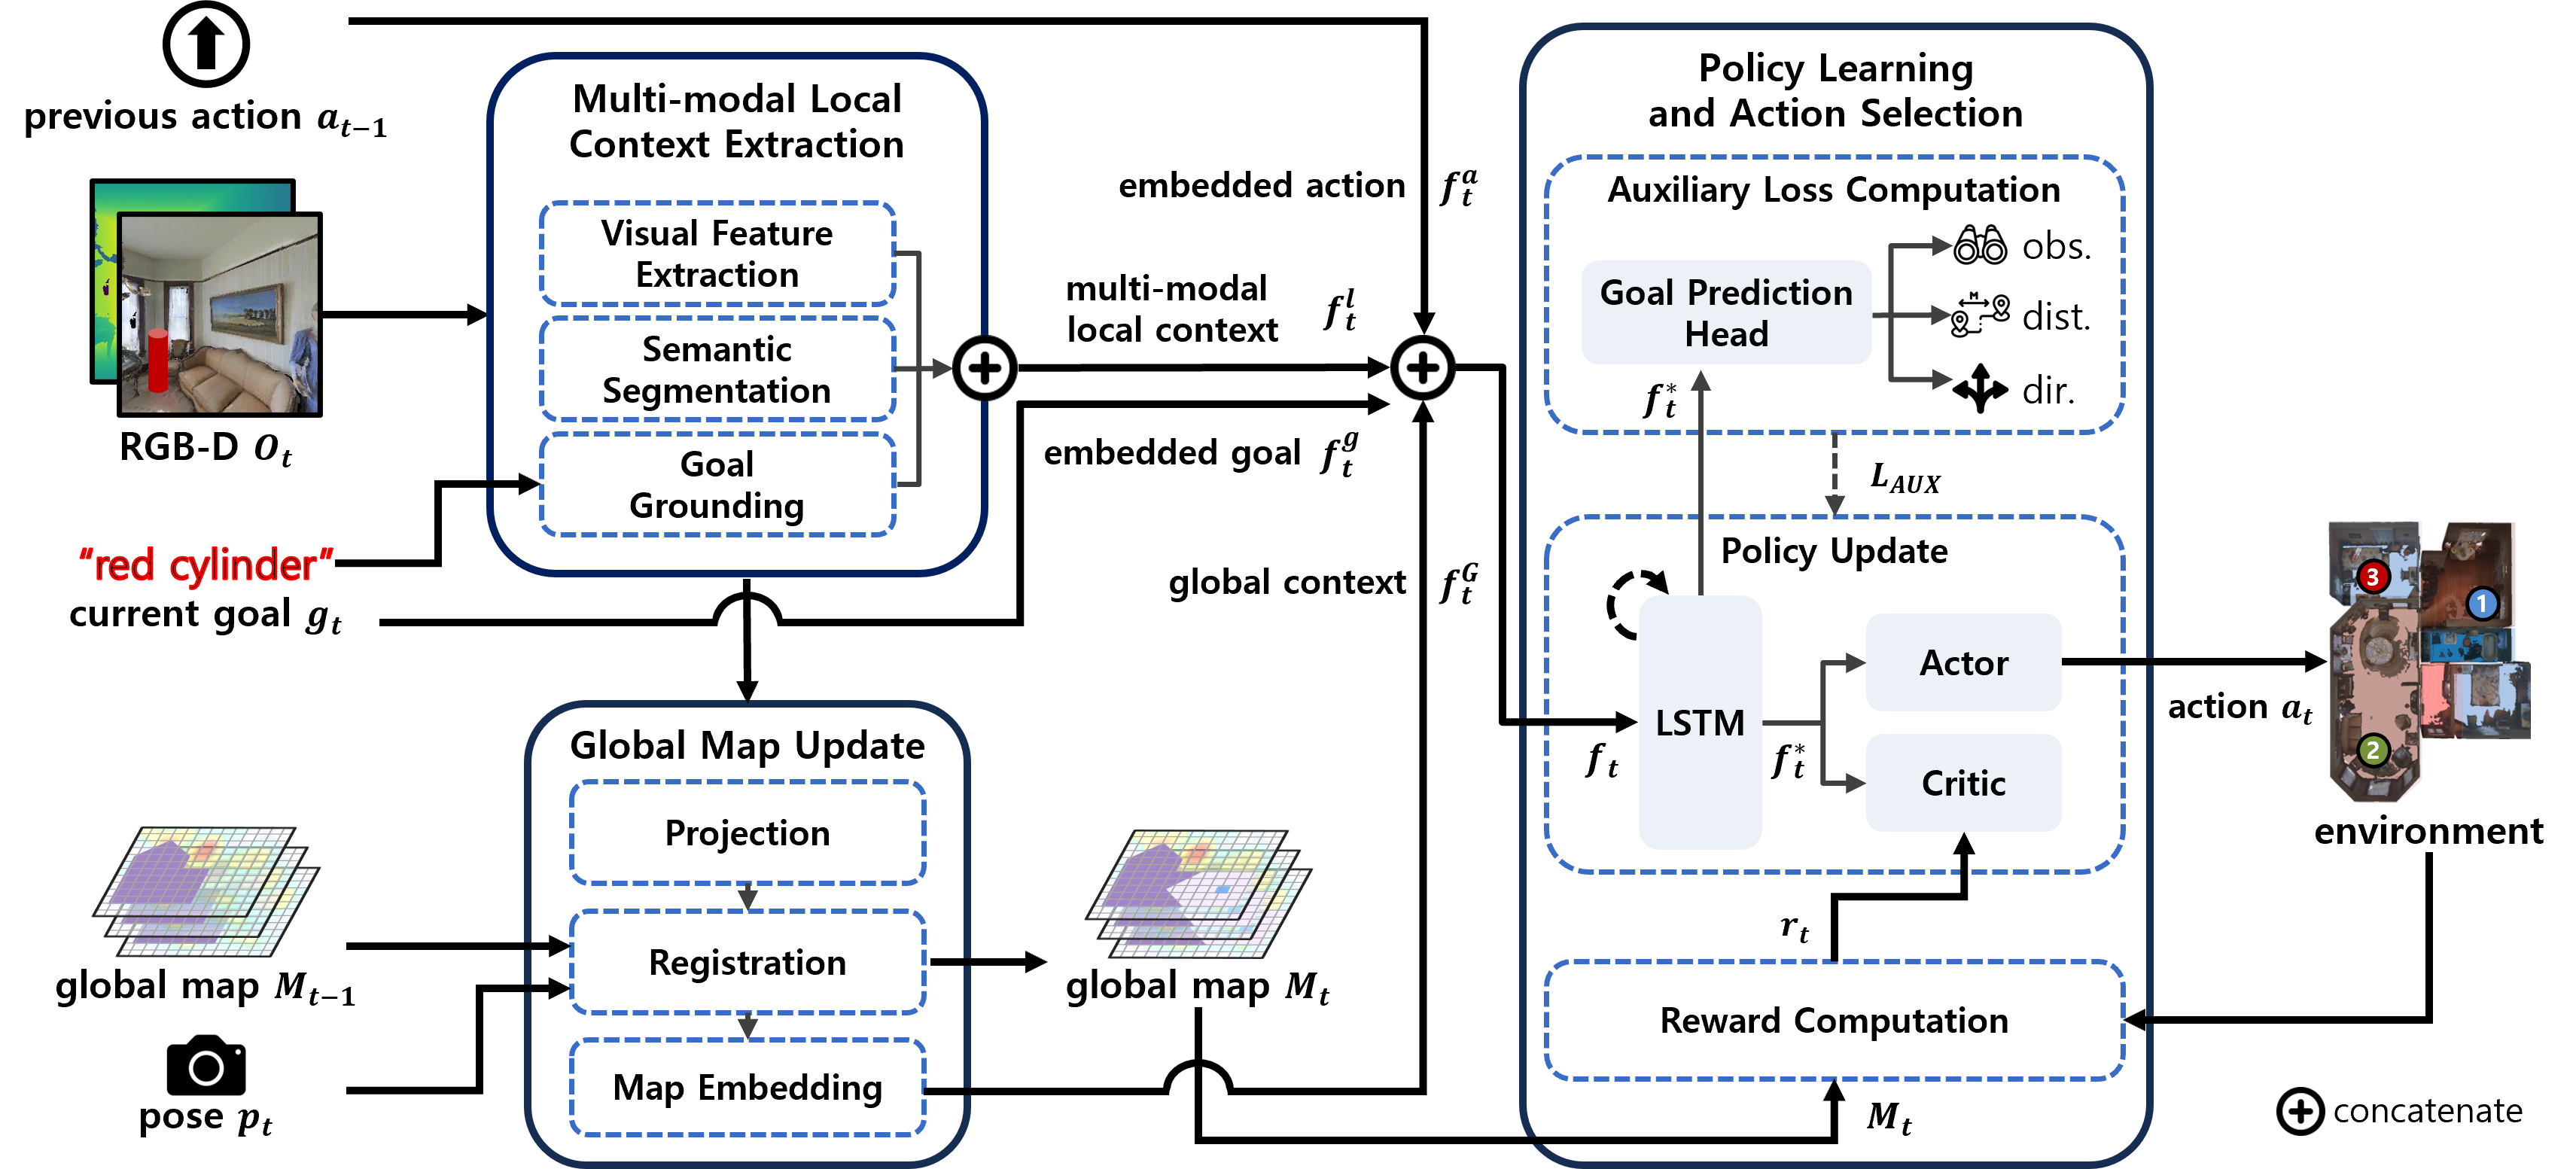 previous action a_{t−1}
RGB-D O_t
“red cylinder”
current goal g_t
global map M_{t−1}
pose p_t
Multi-modal Local
Context Extraction
Visual Feature
Extraction
Semantic
Segmentation
Goal
Grounding
Global Map Update
Projection
Registration
Map Embedding
embedded action f_t^a
multi-modal
local context f_t^l
embedded goal f_t^g
global context f_t^G
global map M_t
Policy Learning
and Action Selection
Auxiliary Loss Computation
Goal Prediction
Head
obs.
M
dist.
dir.
f_t^*
L_{AUX}
Policy Update
LSTM
f_t
f_t^*
Actor
Critic
r_t
Reward Computation
M_t
action a_t
3
1
2
environment
concatenate